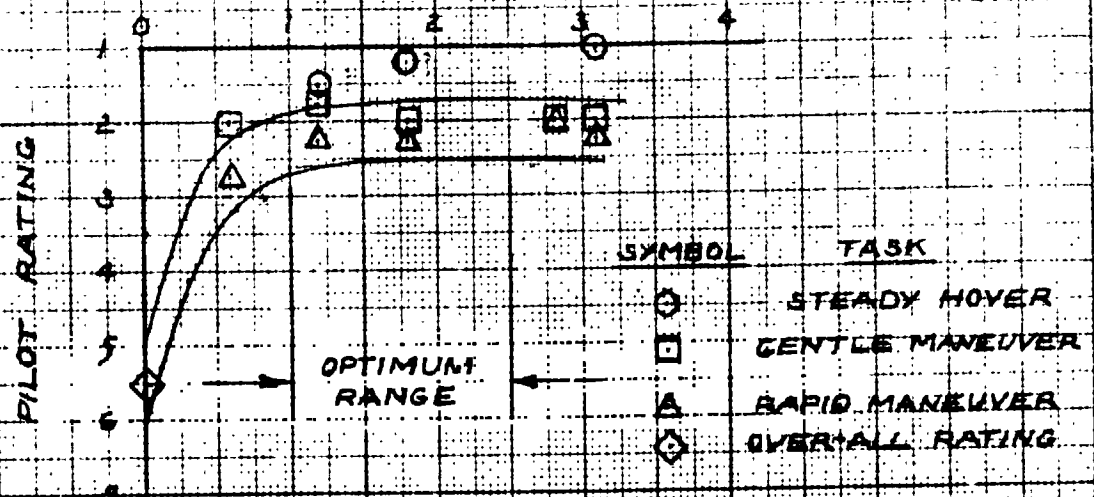 0 1 2 3 4
1
2
3
4
5
6
PILOT RATING
OPTIMUM
RANGE
SYMBOL TASK
STEADY HOVER
GENTLE MANEUVER
RAPID MANEUVER
OVER-ALL RATING